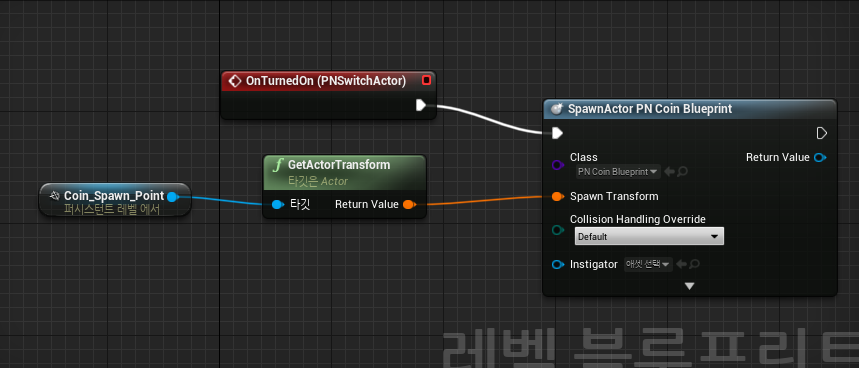 OnTurnedOn (PNSwitchActor)
SpawnActor PN Coin Blueprint
Class
PN Coin Blueprint
Return Value
GetActorTransform
타깃은 Actor
Coin_Spawn_Point
퍼시스턴트 레벨 에서
타깃
Return Value
Spawn Transform
Collision Handling Override
Default
Instigator
애셋 선택
레벨 블루프린트